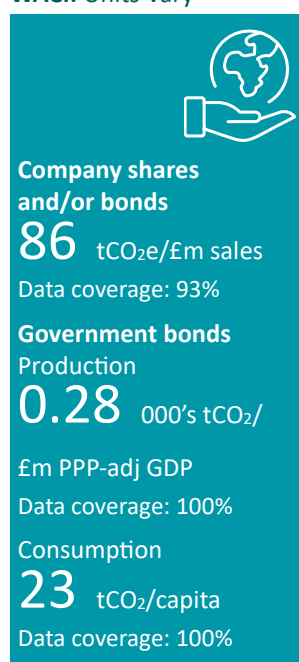 Company shares
and/or bonds
86 tCO₂e/£m sales
Data coverage: 93%
Government bonds
Production
0.28 000's tCO₂/
£m PPP-adj GDP
Data coverage: 100%
Consumption
23 tCO₂/capita
Data coverage: 100%